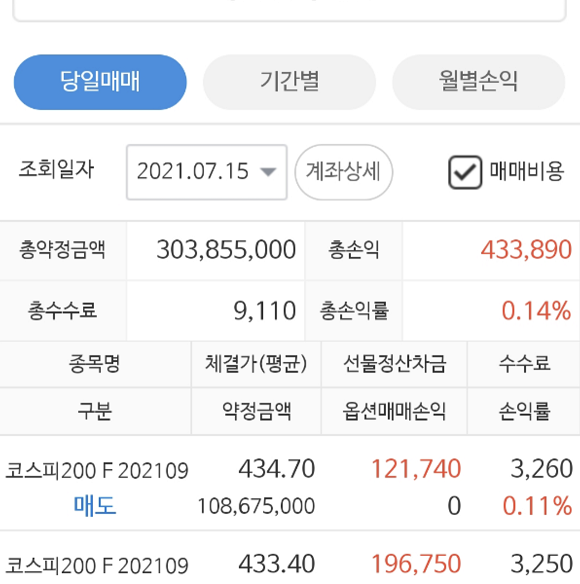 당일매매 기간별 월별손익
조회일자 2021.07.15 계좌상세 매매비용
총약정금액 303,855,000 총손익 433,890
총수수료 9,110 총손익률 0.14%
종목명 체결가(평균) 선물정산차금 수수료
구분 약정금액 옵션매매손익 손익률
코스피200 F 202109 434.70 121,740 3,260
매도 108,675,000 0 0.11%
코스피200 F 202109 433.40 196,750 3,250